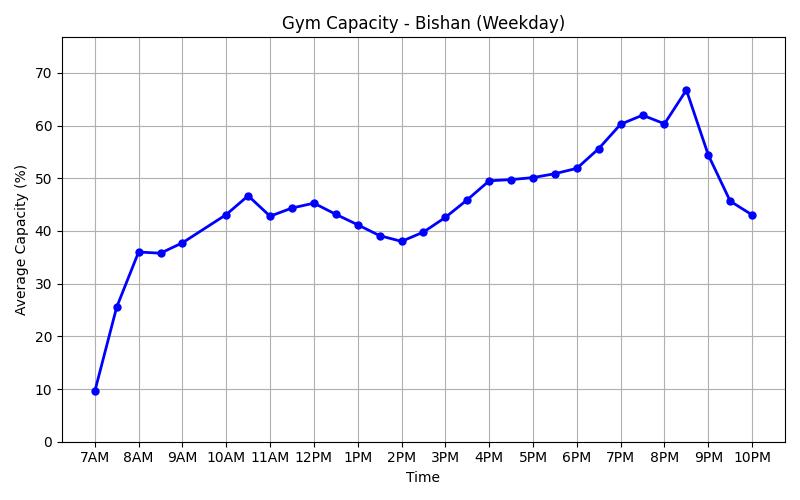 Gym Capacity - Bishan (Weekday)
Average Capacity (%)
70
60
50
40
30
20
10
0
7AM 8AM 9AM 10AM 11AM 12PM 1PM 2PM 3PM 4PM 5PM 6PM 7PM 8PM 9PM 10PM
Time